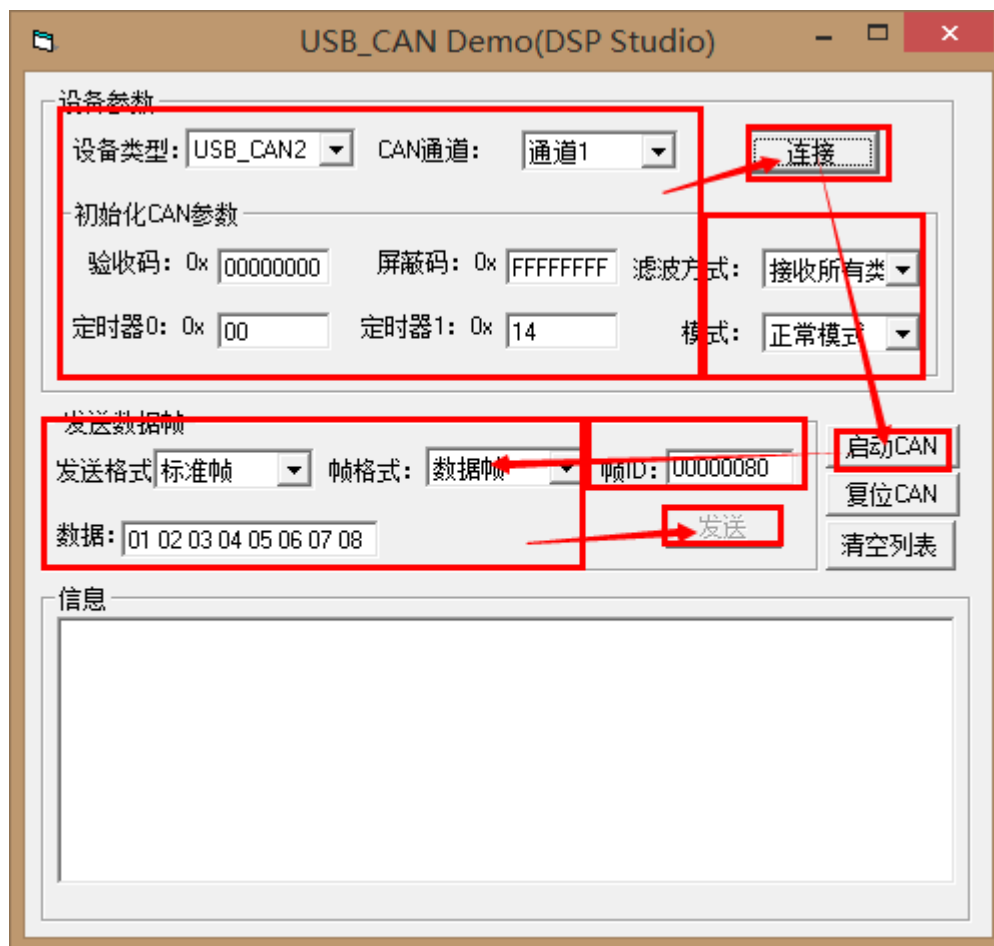 USB_CAN Demo(DSP Studio)
设备参数
设备类型: USB_CAN2 CAN通道: 通道1 连接
初始化CAN参数
验收码: 0x 00000000 屏蔽码: 0x FFFFFFFF 滤波方式: 接收所有类
定时器0: 0x 00 定时器1: 0x 14 模式: 正常模式
发送数据帧
启动CAN
发送格式 标准帧 帧格式: 数据帧 帧ID: 00000080
复位CAN
数据: 01 02 03 04 05 06 07 08 发送
清空列表
信息